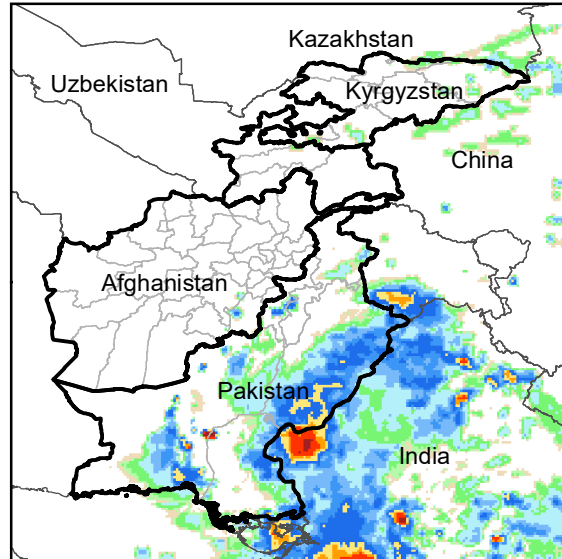 Kazakhstan
Uzbekistan
Kyrgyzstan
China
Afghanistan
Pakistan
India